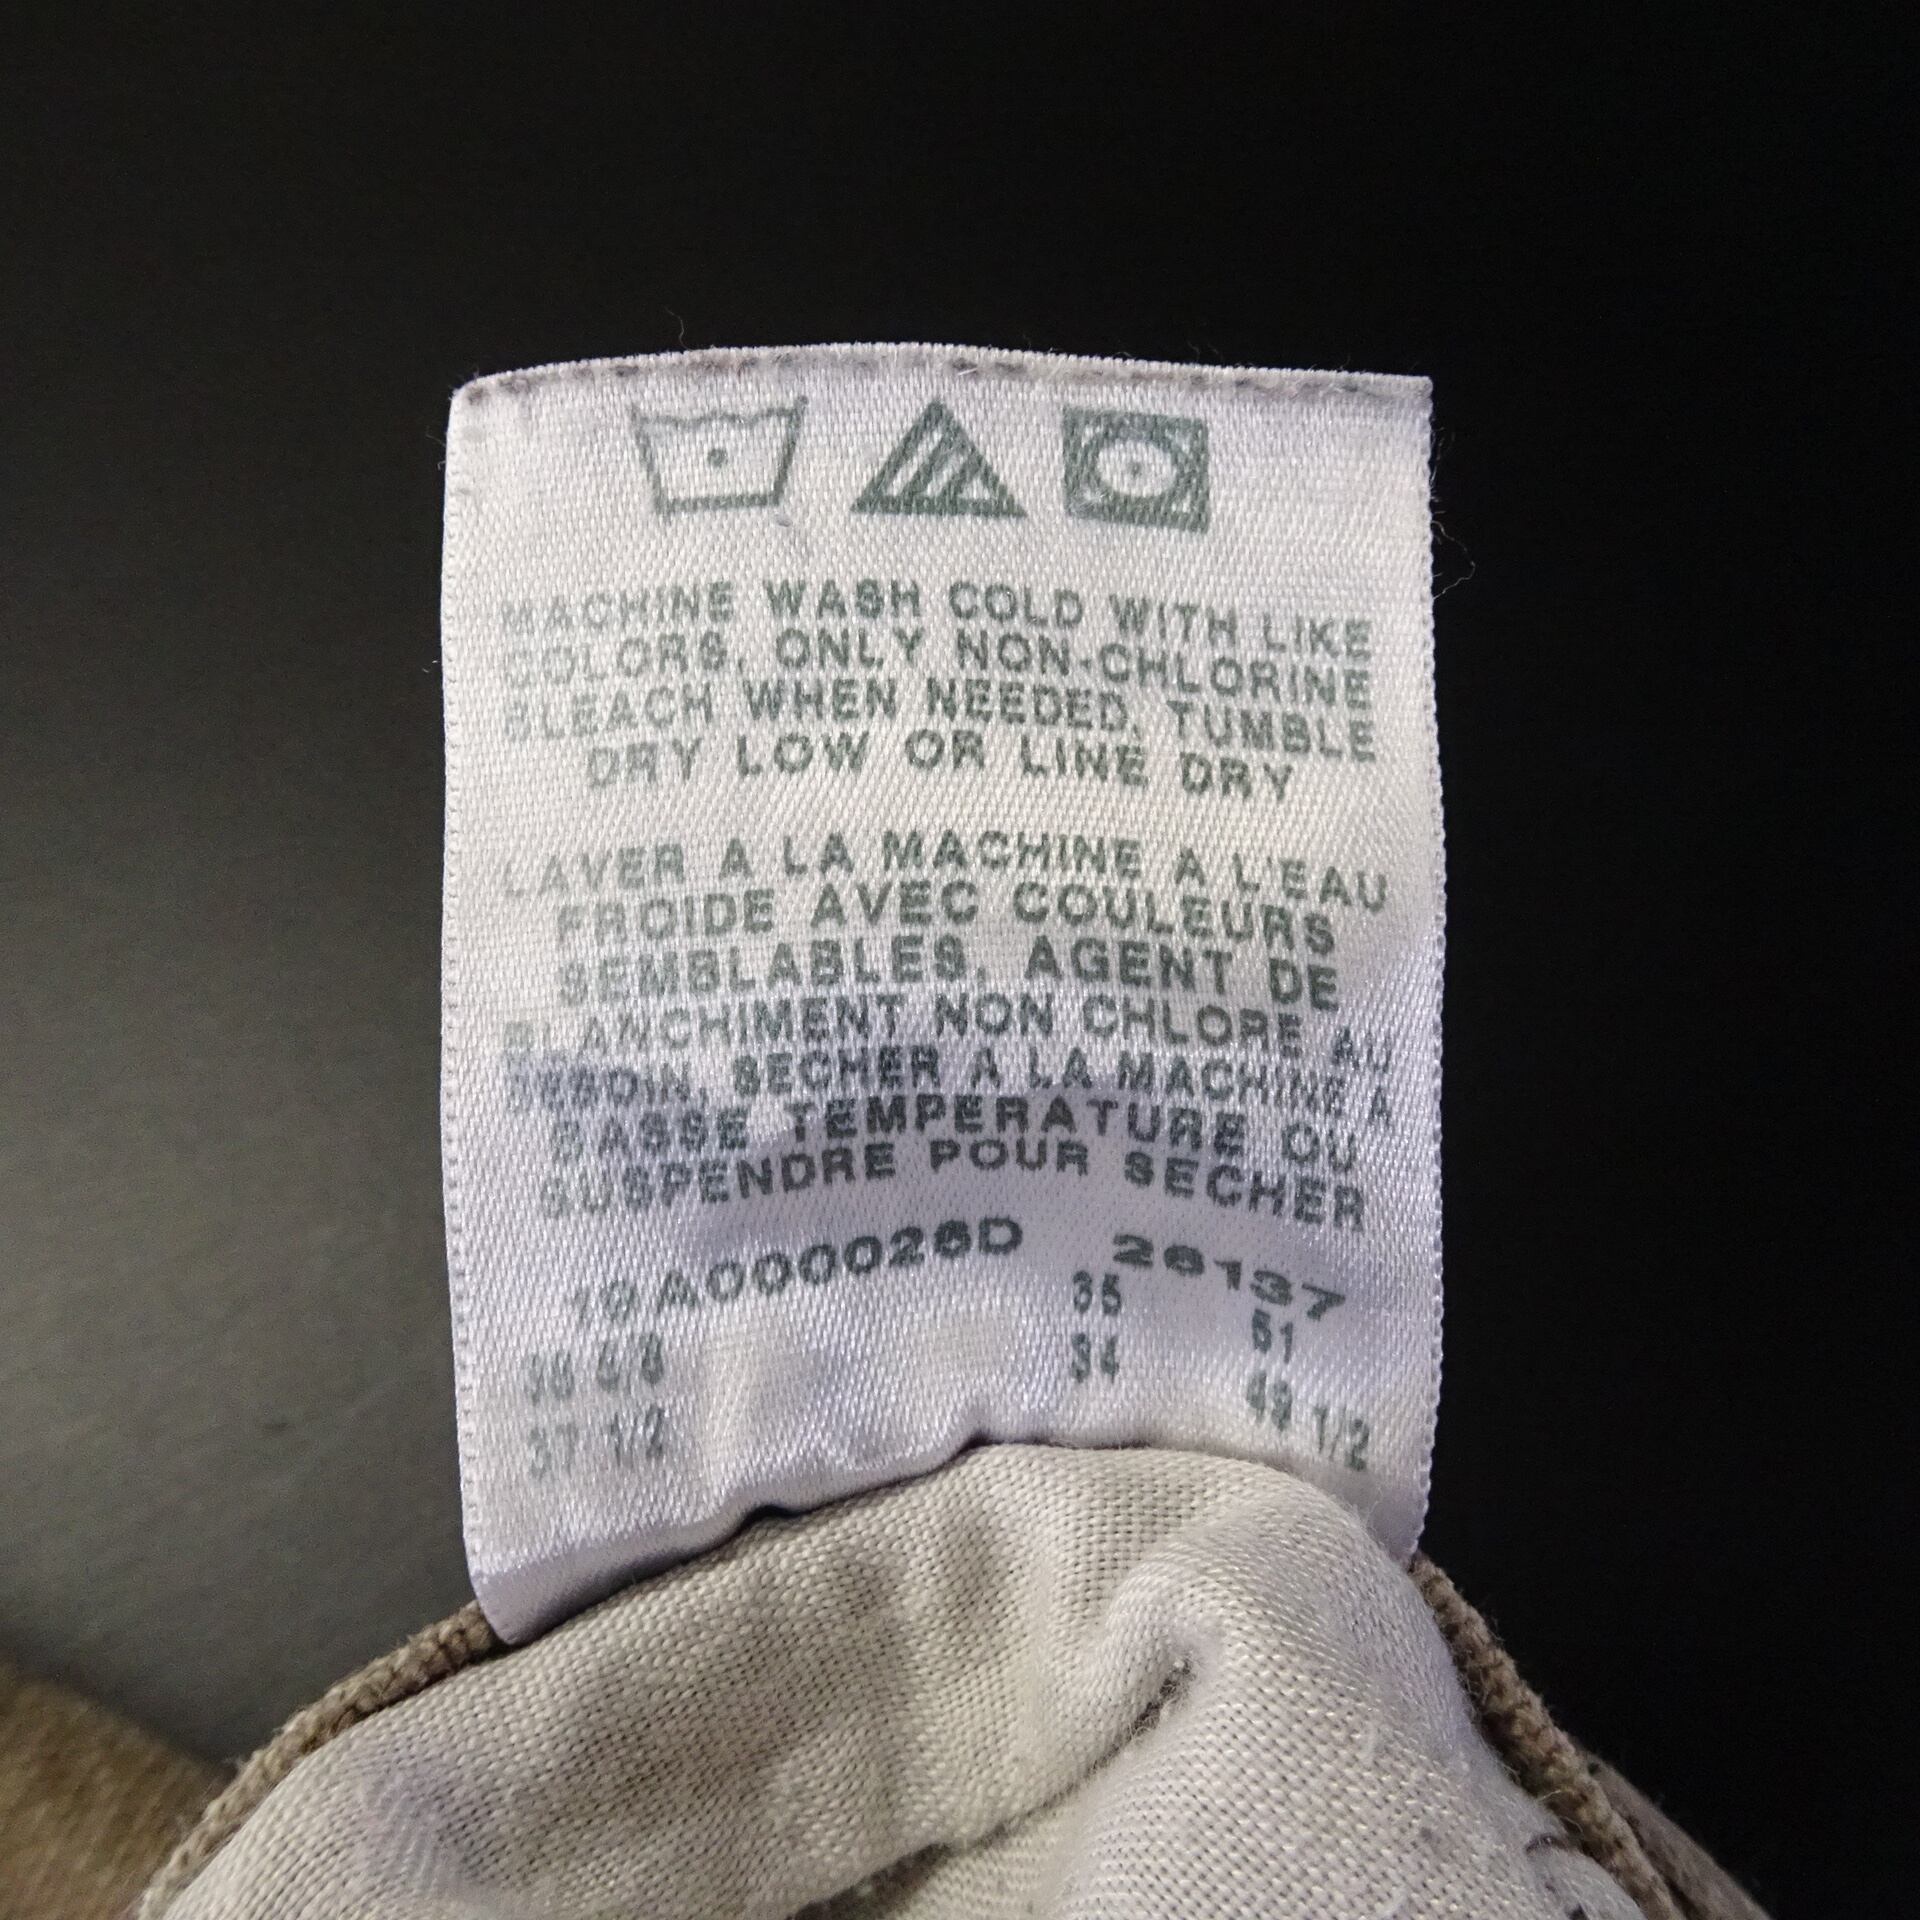 MACHINE WASH COLD WITH LIKE
COLORS, ONLY NON-CHLORINE
BLEACH WHEN NEEDED, TUMBLE
DRY LOW OR LINE DRY
LAVER A LA MACHINE A L'EAU
FROIDE AVEC COULEURS
SEMBLABLES, AGENT DE
BLANCHIMENT NON CHLORE AU
BESOIN, SECHER A LA MACHINE A
BASSE TEMPERATURE OU
SUSPENDRE POUR SECHER
26137
35 51
37 1/2 34 49 1/2